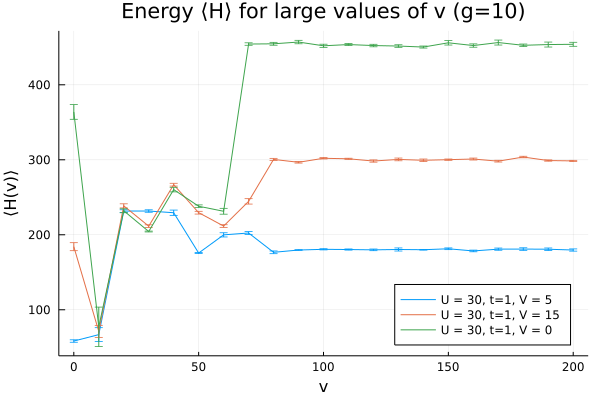 Energy ⟨H⟩ for large values of v (g=10)
⟨H(v)⟩
400
300
200
100
0
50
100
150
200
v
U = 30, t=1, V = 5
U = 30, t=1, V = 15
U = 30, t=1, V = 0